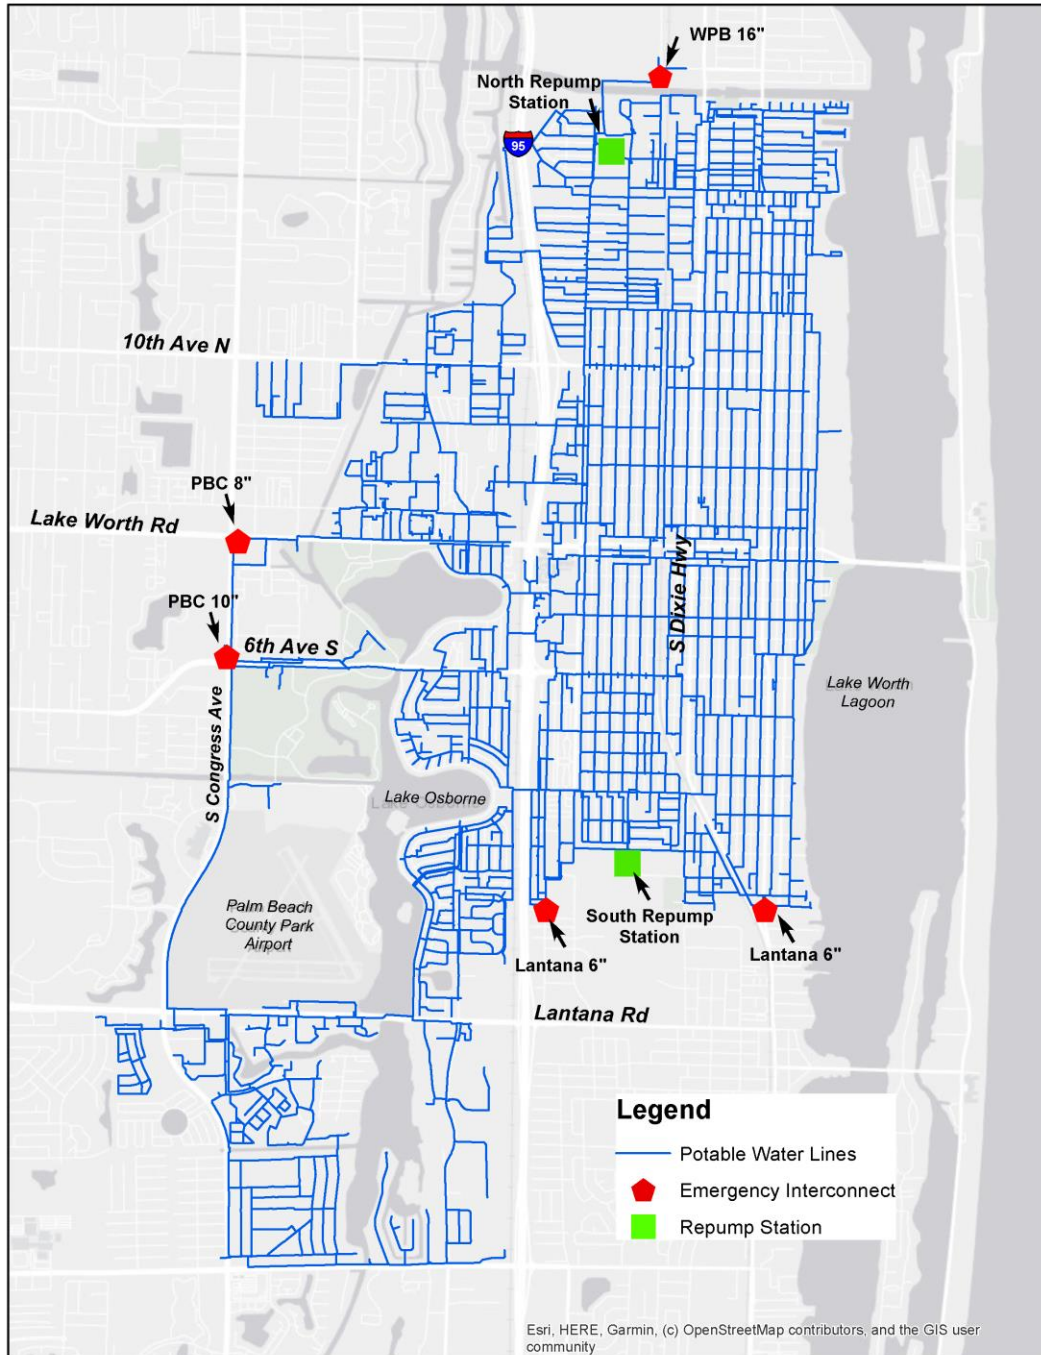 WPB 16"
North Repump
Station
95
10th Ave N
PBC 8"
Lake Worth Rd
PBC 10"
6th Ave S
S Dixie Hwy
Lake Worth
Lagoon
S Congress Ave
Lake Osborne
Palm Beach
County Park
Airport
South Repump
Station
Lantana 6"
Lantana 6"
Lantana Rd
Legend
Potable Water Lines
Emergency Interconnect
Repump Station
Esri, HERE, Garmin, (c) OpenStreetMap contributors, and the GIS user
community